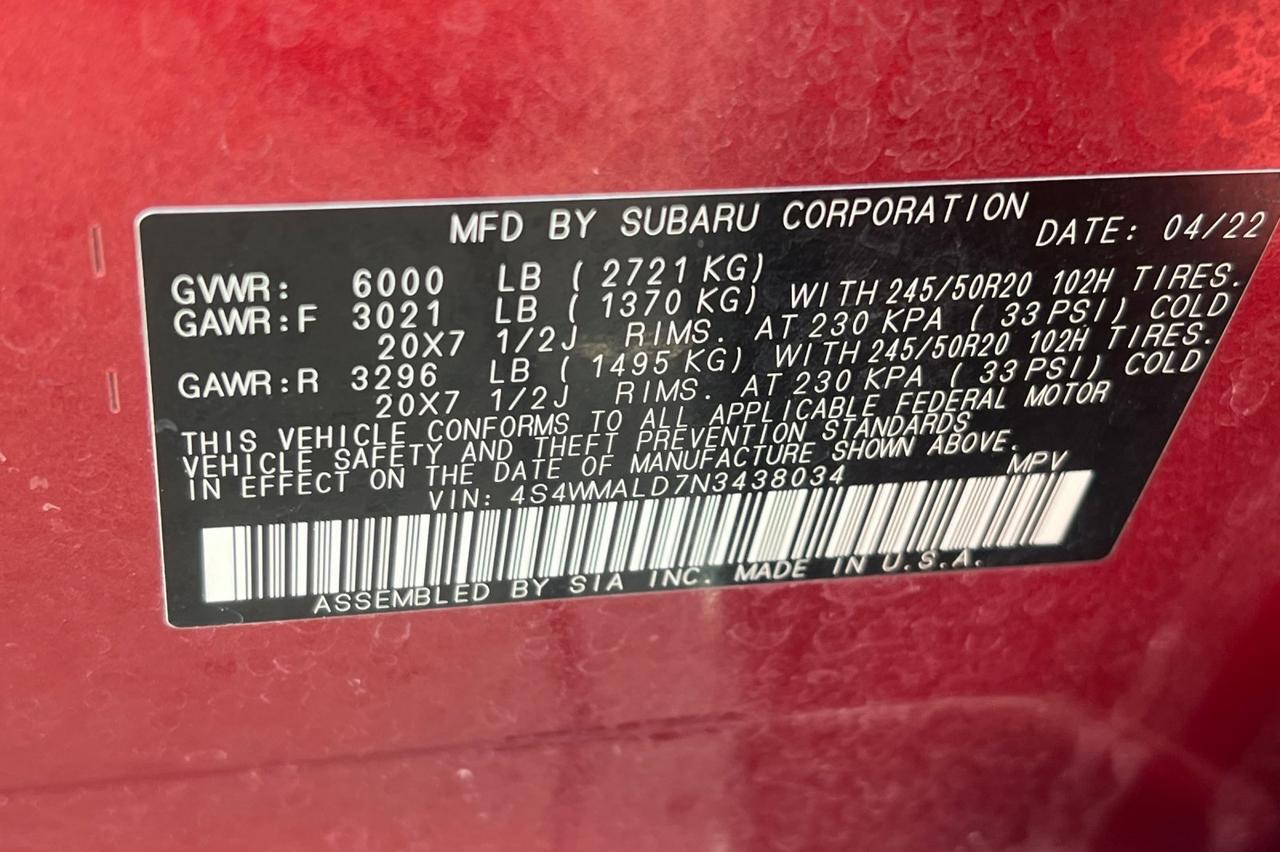 MFD BY SUBARU CORPORATION DATE: 04/22
GVWR: 6000 LB ( 2721 KG)
GAWR:F 3021 LB ( 1370 KG) WITH 245/50R20 102H TIRES.
20X7 1/2J RIMS. AT 230 KPA ( 33 PSI) COLD
GAWR:R 3296 LB ( 1495 KG) WITH 245/50R20 102H TIRES.
20X7 1/2J RIMS. AT 230 KPA ( 33 PSI) COLD
THIS VEHICLE CONFORMS TO ALL APPLICABLE FEDERAL MOTOR
VEHICLE SAFETY AND THEFT PREVENTION STANDARDS
IN EFFECT ON THE DATE OF MANUFACTURE SHOWN ABOVE.
VIN: 4S4WMALD7N3438034 MPV
ASSEMBLED BY SIA INC. MADE IN U.S.A.